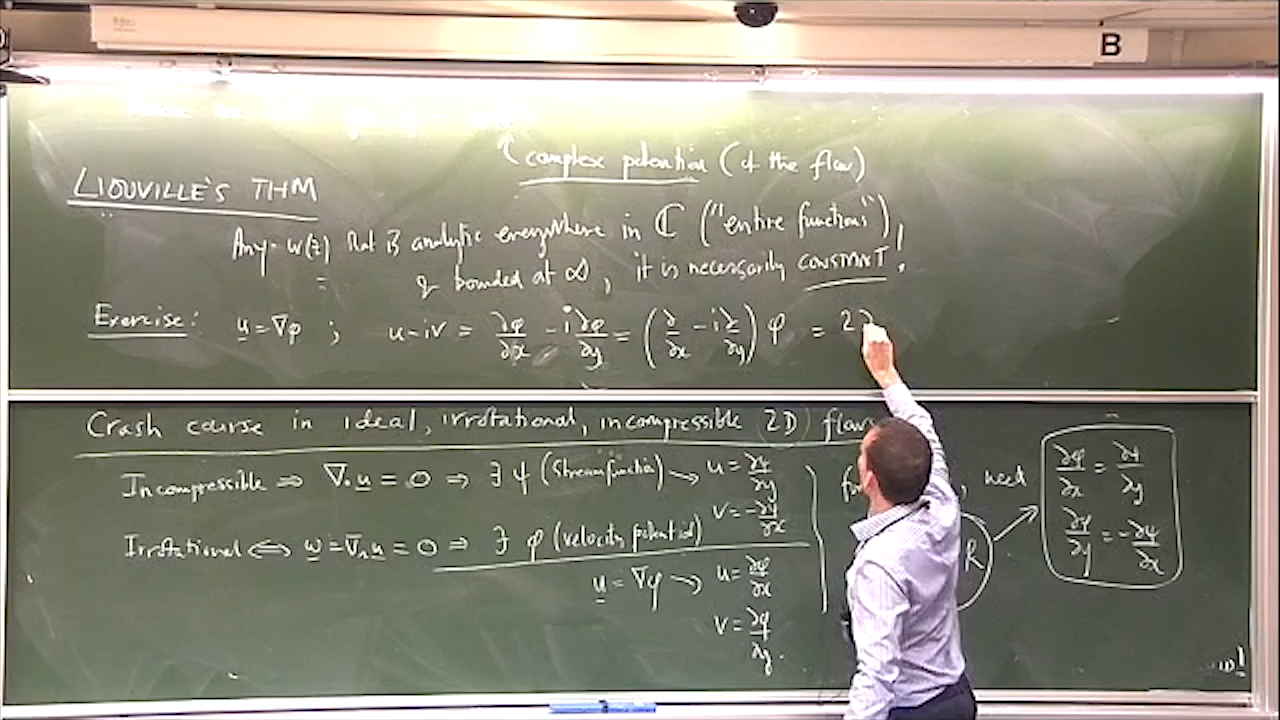 B
complex potential (of the flow)
LIOUVILLE'S THM
Any w(z) that is analytic everywhere in ℂ ("entire functions")
& bounded at ∞, it is necessarily CONSTANT!
Exercise: u = ∇φ ; u-iv = ∂φ/∂x - i ∂φ/∂y = (∂/∂x - i ∂/∂y) φ = 2∂
Crash course in ideal, irrotational, incompressible (2D) flows
Incompressible ⇒ ∇·u = 0 ⇒ ∃ ψ (Streamfunction) → u = ∂ψ/∂y
v = -∂ψ/∂x
Irrotational ⇔ ω = ∇∧u = 0 ⇒ ∃ φ (velocity potential)
u = ∇φ → u = ∂φ/∂x
v = ∂φ/∂y
need
R
∂φ/∂x = ∂ψ/∂y
∂φ/∂y = -∂ψ/∂x